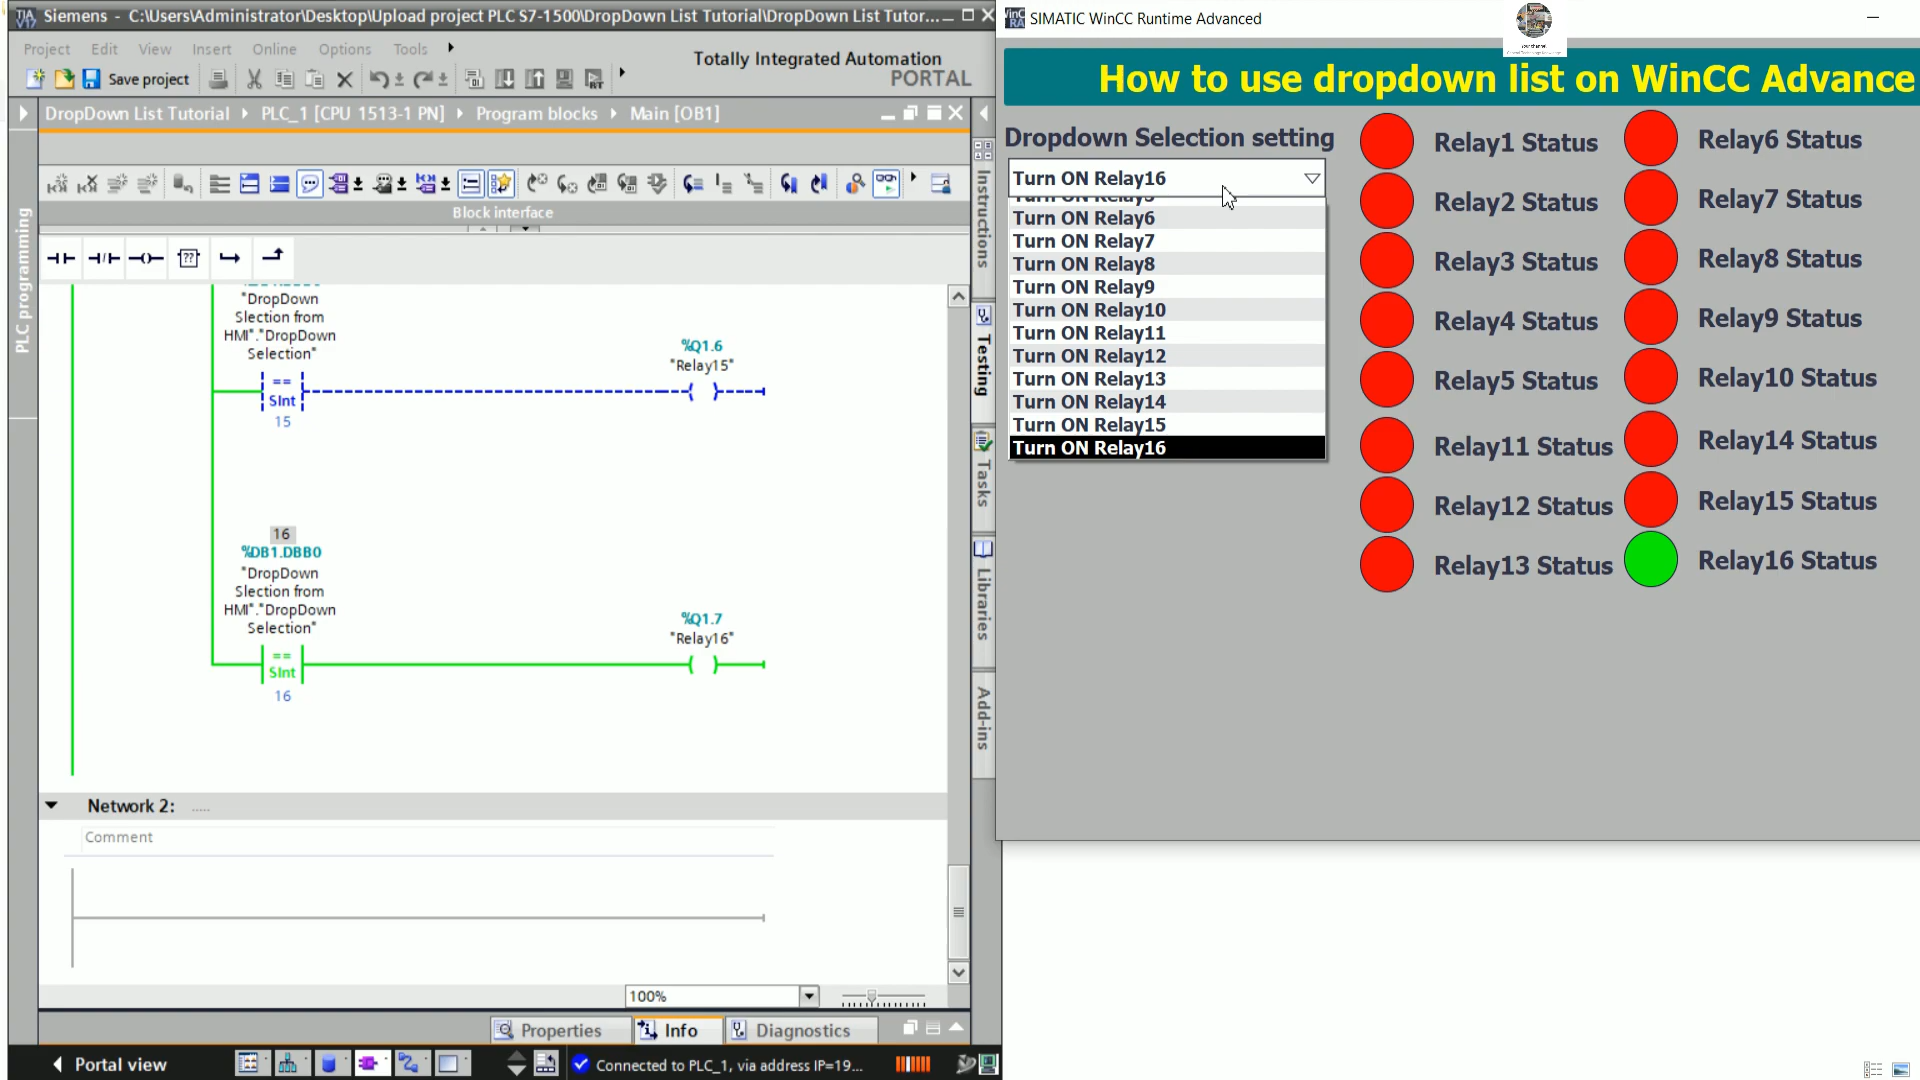 Siemens - C:\Users\Administrator\Desktop\Upload project PLC S7-1500\DropDown List Tutorial\DropDown List Tutor...
Project Edit View Insert Online Options Tools
Save project
Totally Integrated Automation
PORTAL
DropDown List Tutorial PLC_1 [CPU 1513-1 PN] Program blocks Main [OB1]
Block interface
PLC programming
"DropDown
Slection from
HMI"."DropDown
Selection"
==
SInt
15
%Q1.6
"Relay15"
16
%DB1.DBB0
"DropDown
Slection from
HMI"."DropDown
Selection"
==
SInt
16
%Q1.7
"Relay16"
Network 2: .....
Comment
100%
Properties Info Diagnostics
Portal view
Connected to PLC_1, via address IP=19...
Instructions
Testing
Tasks
Libraries
Add-ins
SIMATIC WinCC Runtime Advanced
Your channel
How to use dropdown list on WinCC Advance
Dropdown Selection setting
Turn ON Relay16
Turn ON Relay5
Turn ON Relay6
Turn ON Relay7
Turn ON Relay8
Turn ON Relay9
Turn ON Relay10
Turn ON Relay11
Turn ON Relay12
Turn ON Relay13
Turn ON Relay14
Turn ON Relay15
Turn ON Relay16
Relay1 Status
Relay2 Status
Relay3 Status
Relay4 Status
Relay5 Status
Relay11 Status
Relay12 Status
Relay13 Status
Relay6 Status
Relay7 Status
Relay8 Status
Relay9 Status
Relay10 Status
Relay14 Status
Relay15 Status
Relay16 Status